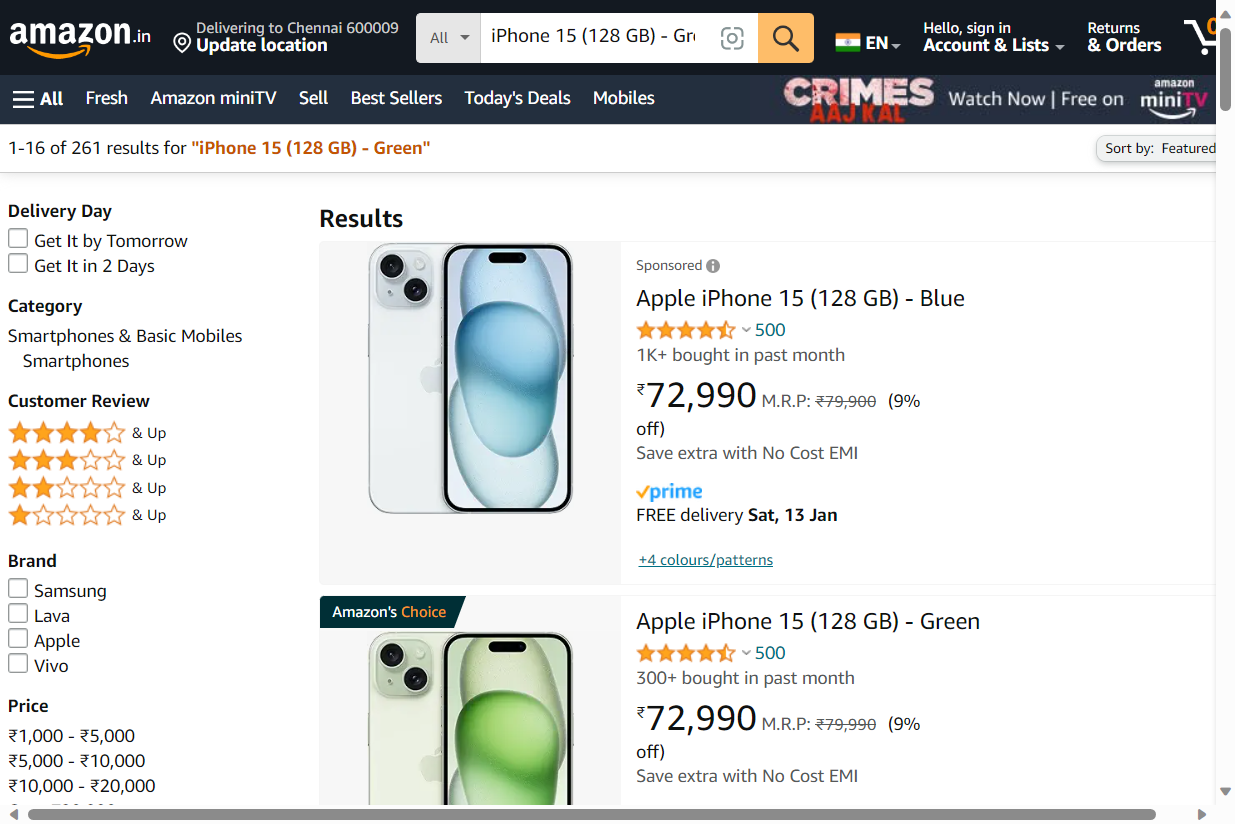 amazon.in
Delivering to Chennai 600009
Update location
All
iPhone 15 (128 GB) - Gre
EN
Hello, sign in
Account & Lists
Returns
& Orders
0
All
Fresh
Amazon miniTV
Sell
Best Sellers
Today's Deals
Mobiles
CRIMES
AAJ KAL
Watch Now | Free on
amazon
miniTV
1-16 of 261 results for "iPhone 15 (128 GB) - Green"
Sort by: Featured
Delivery Day
Get It by Tomorrow
Get It in 2 Days
Category
Smartphones & Basic Mobiles
Smartphones
Customer Review
& Up
& Up
& Up
& Up
Brand
Samsung
Lava
Apple
Vivo
Price
₹1,000 - ₹5,000
₹5,000 - ₹10,000
₹10,000 - ₹20,000
Results
Sponsored
Apple iPhone 15 (128 GB) - Blue
500
1K+ bought in past month
₹72,990 M.R.P: ₹79,900 (9%
off)
Save extra with No Cost EMI
prime
FREE delivery Sat, 13 Jan
+4 colours/patterns
Amazon's Choice
Apple iPhone 15 (128 GB) - Green
500
300+ bought in past month
₹72,990 M.R.P: ₹79,990 (9%
off)
Save extra with No Cost EMI